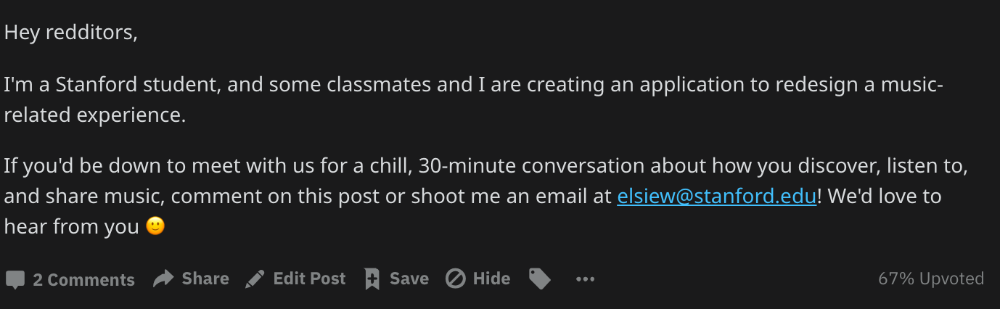 Hey redditors,
I'm a Stanford student, and some classmates and I are creating an application to redesign a music-
related experience.
If you'd be down to meet with us for a chill, 30-minute conversation about how you discover, listen to,
and share music, comment on this post or shoot me an email at elsiew@stanford.edu! We'd love to
hear from you 🙂
2 Comments Share Edit Post Save Hide ••• 67% Upvoted